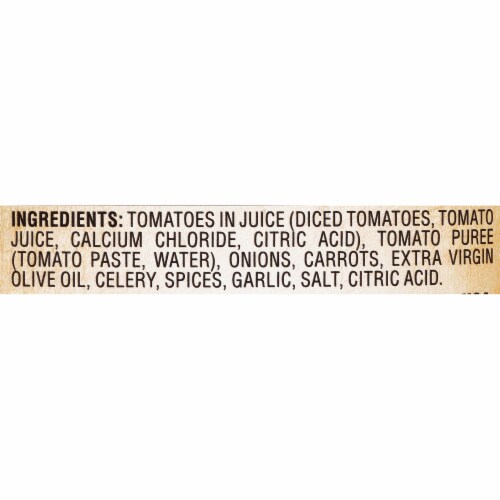 INGREDIENTS: TOMATOES IN JUICE (DICED TOMATOES, TOMATO
JUICE, CALCIUM CHLORIDE, CITRIC ACID), TOMATO PUREE
(TOMATO PASTE, WATER), ONIONS, CARROTS, EXTRA VIRGIN
OLIVE OIL, CELERY, SPICES, GARLIC, SALT, CITRIC ACID.